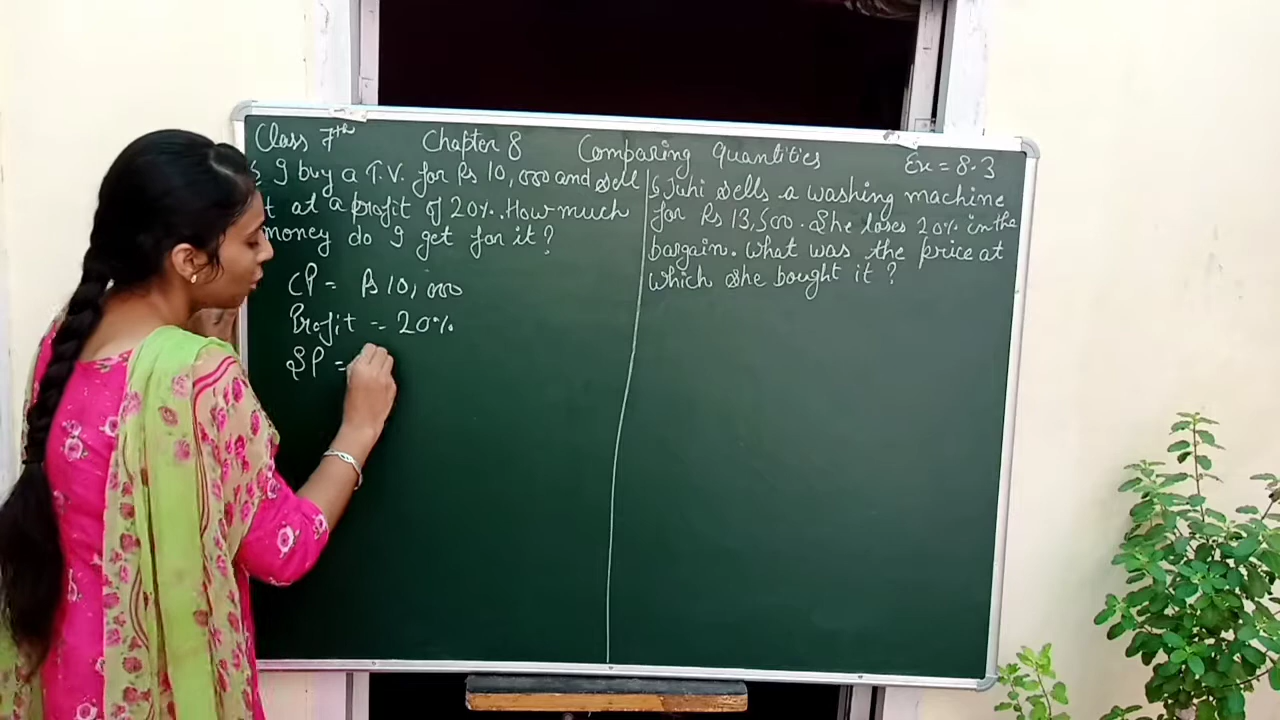 Class 7th Chapter 8 Comparing Quantities Ex = 8.3
I buy a T.V. for Rs 10,000 and sell
t at a profit of 20%. How much
money do I get for it?
CP = Rs 10,000
Profit = 20%
SP =
6 Juhi sells a washing machine
for Rs 13,500. She loses 20% in the
bargain. What was the price at
which she bought it ?